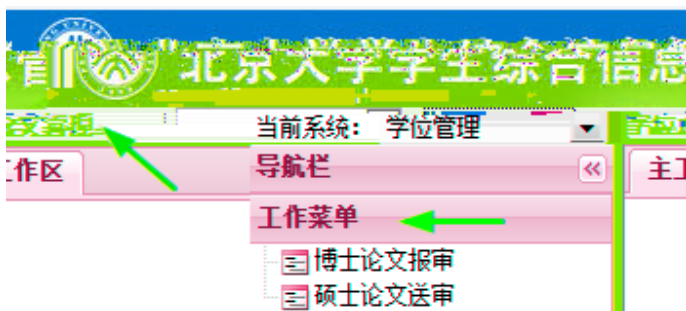 北京大学学生综合信息
当前系统： 学位管理
作区
导航栏
主工
工作菜单
博士论文报审
硕士论文送审